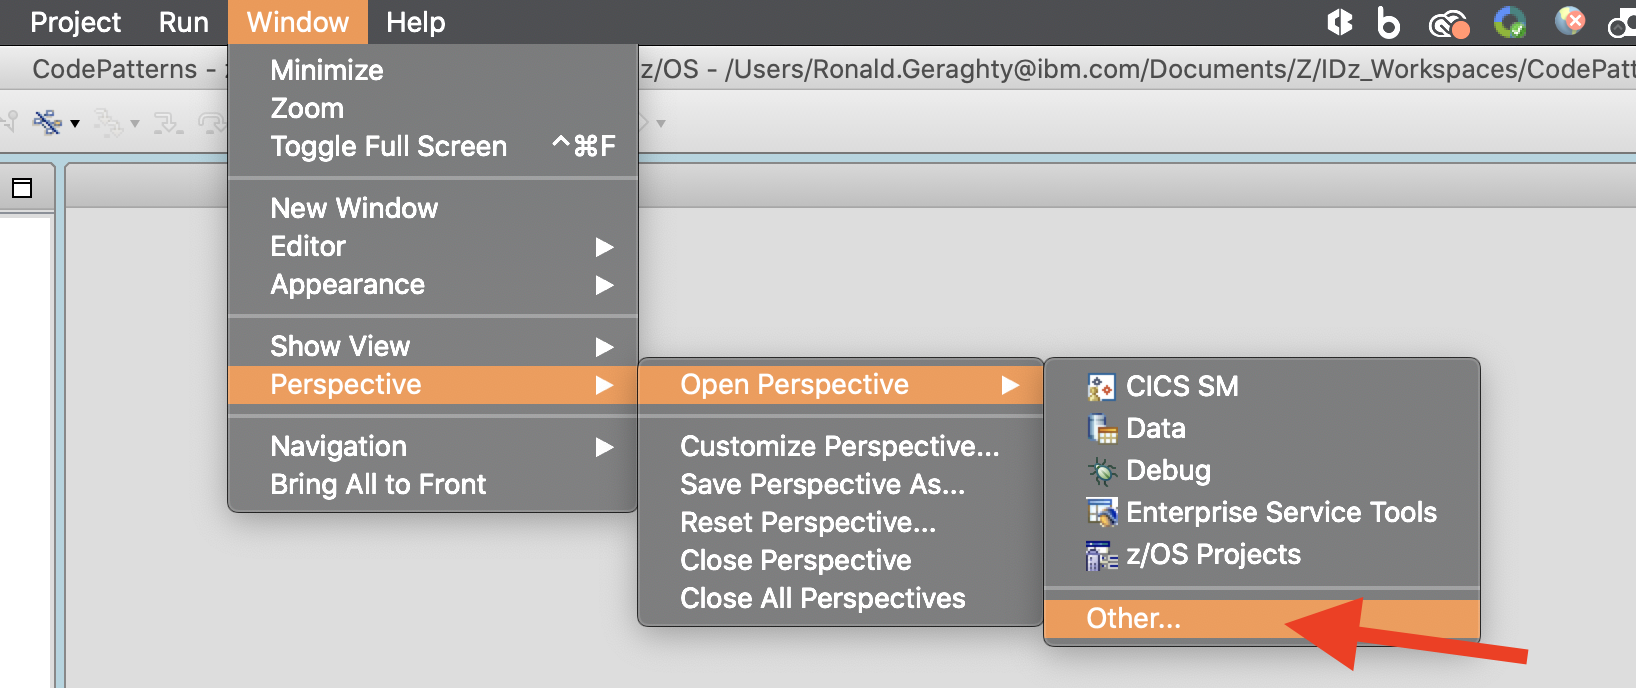 Project Run Window Help
CodePatterns - z/OS - /Users/Ronald.Geraghty@ibm.com/Documents/Z/IDz_Workspaces/CodePatt
Minimize
Zoom
Toggle Full Screen ^⌘F
New Window
Editor
Appearance
Show View
Perspective
Navigation
Bring All to Front
Open Perspective
Customize Perspective...
Save Perspective As...
Reset Perspective...
Close Perspective
Close All Perspectives
CICS SM
Data
Debug
Enterprise Service Tools
z/OS Projects
Other...